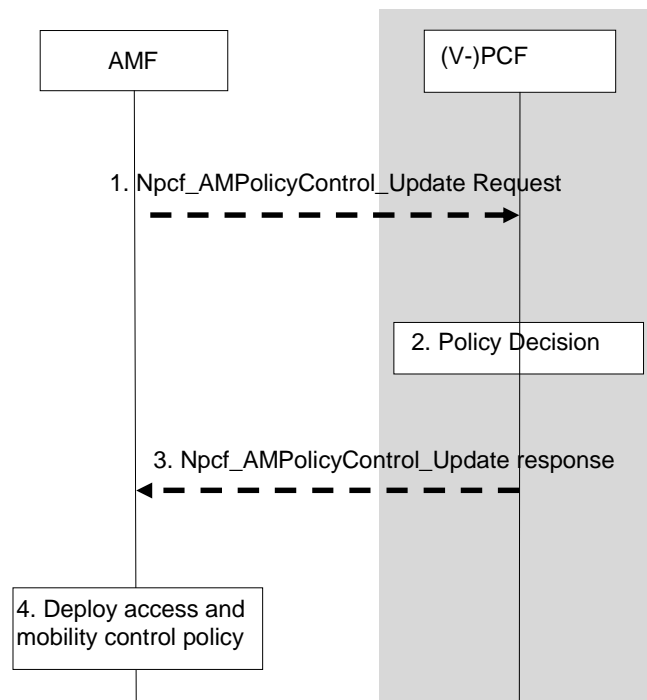 AMF
(V-)PCF
1. Npcf_AMPolicyControl_Update Request
2. Policy Decision
3. Npcf_AMPolicyControl_Update response
4. Deploy access and
mobility control policy